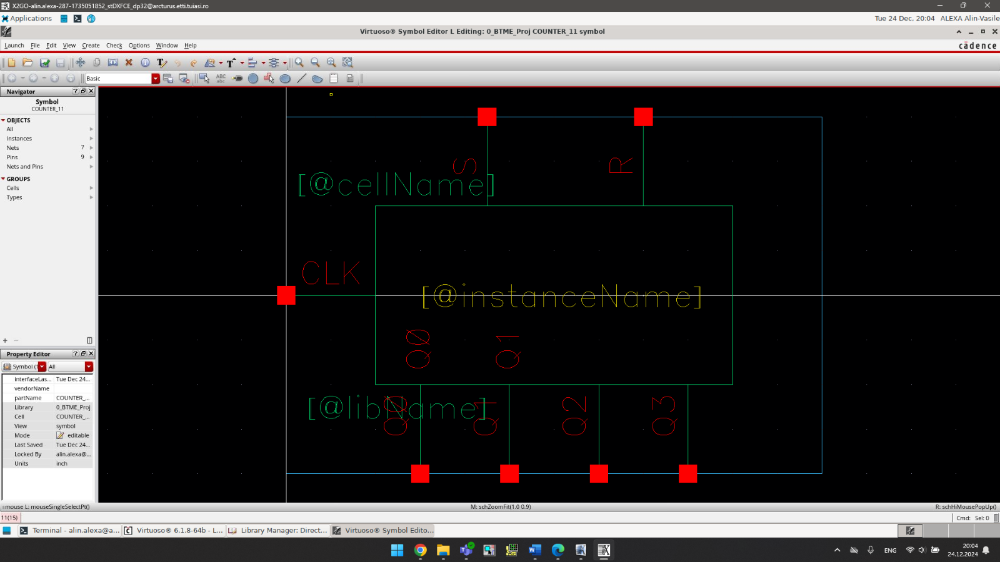 X2GO-alin.alexa-287-1735051852_stDXFCE_dp32@arcturus.etti.tuiasi.ro
Applications
Tue 24 Dec, 20:04 ALEXA Alin-Vasile
Virtuoso® Symbol Editor L Editing: 0_BTME_Proj COUNTER_11 symbol
Launch File Edit View Create Check Options Window Help
cādence
Basic
ABC
abc
Navigator
Symbol
COUNTER_11
OBJECTS
All
Instances
Nets 7
Pins 9
Nets and Pins
GROUPS
Cells
Types
S
R
[@cellName]
CLK
[@instanceName]
Q0 Q1
[@libName]
Q0 Q1 Q2 Q3
Property Editor
Symbol (1 All
interfaceLas... Tue Dec 24...
vendorName
partName COUNTER_...
Library 0_BTME_Proj
Cell COUNTER_...
View symbol
Mode editable
Last Saved Tue Dec 24...
Locked By alin.alexa@...
Units inch
mouse L: mouseSingleSelectPt() M: schZoomFit(1.0 0.9) R: schHiMousePopUp()
11(15) Cmd: Sel: 0
Terminal - alin.alexa@a... Virtuoso® 6.1.8-64b - L... Library Manager: Direct... Virtuoso® Symbol Edito...
ENG
20:04
24.12.2024